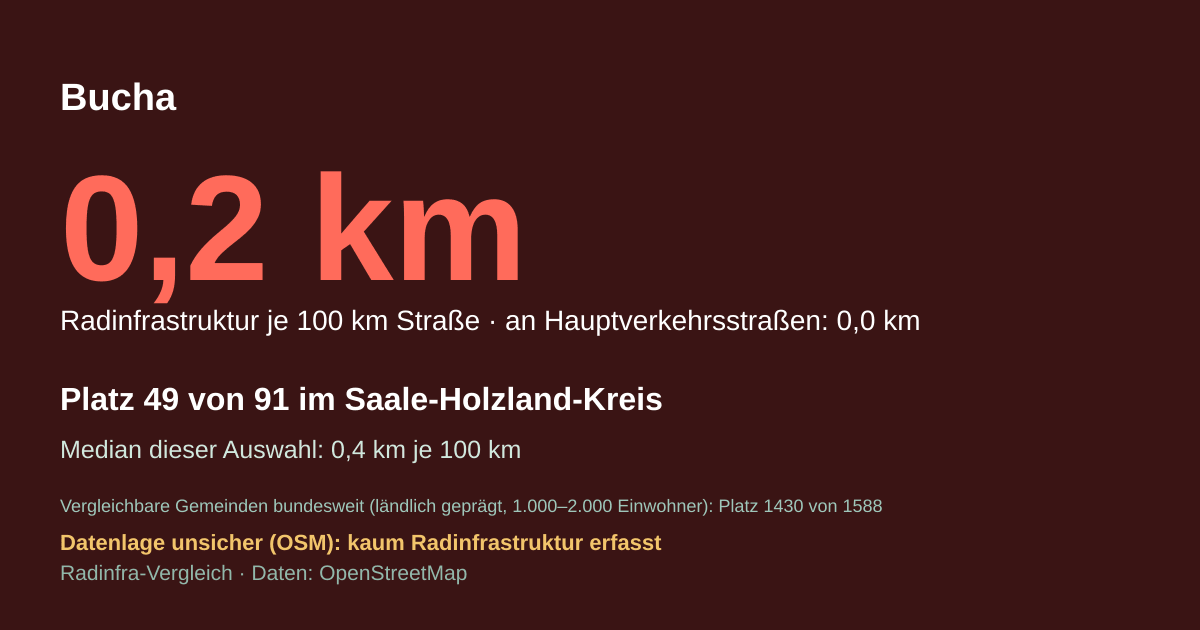 Bucha
0,2 km
Radinfrastruktur je 100 km Straße · an Hauptverkehrsstraßen: 0,0 km
Platz 49 von 91 im Saale-Holzland-Kreis
Median dieser Auswahl: 0,4 km je 100 km
Vergleichbare Gemeinden bundesweit (ländlich geprägt, 1.000–2.000 Einwohner): Platz 1430 von 1588
Datenlage unsicher (OSM): kaum Radinfrastruktur erfasst
Radinfra-Vergleich · Daten: OpenStreetMap